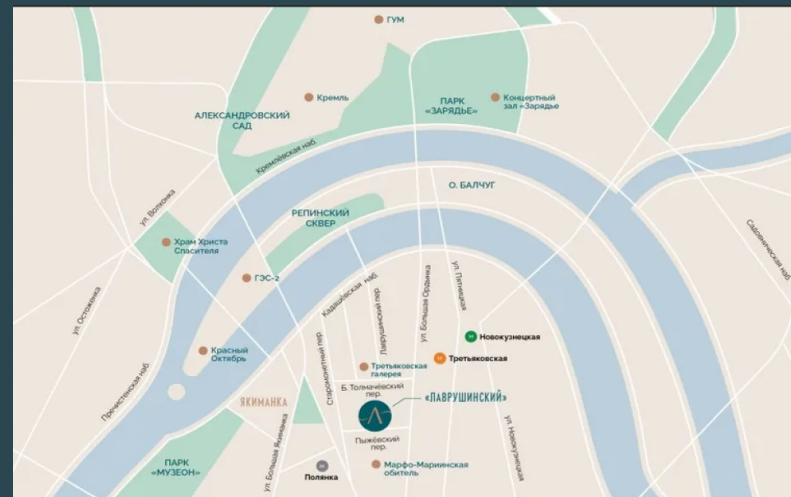 ГУМ
Кремль
АЛЕКСАНДРОВСКИЙ
САД
ПАРК
«ЗАРЯДЬЕ»
Концертный
зал «Зарядье
Кремлёвская наб.
О. БАЛЧУГ
ул. Волхонка
РЕПИНСКИЙ
СКВЕР
Храм Христа
Спасителя
ГЭС-2
Садовническая наб
ул. Остоженка
Кадашёвская наб.
Лаврушинский пер.
ул. Большая Ордынка
ул. Пятницкая
Новокузнецкая
Третьяковская
Красный
Октябрь
Старомонетный пер.
Третьяковская
галерея
Пречистенская наб.
Б. Толмачёвский
пер.
«ЛАВРУШИНСКИЙ»
ЯКИМАНКА
ул. Большая Якиманка
Пыжёвский
пер.
ул. Новокузнецкая
ПАРК
«МУЗЕОН»
Полянка
Марфо-Мариинская
обитель